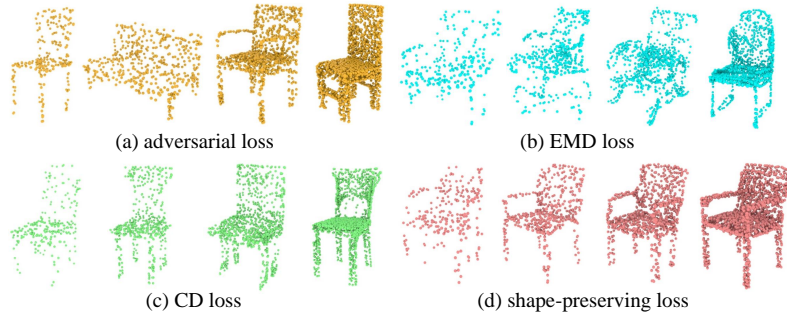 (a) adversarial loss
(b) EMD loss
(c) CD loss
(d) shape-preserving loss